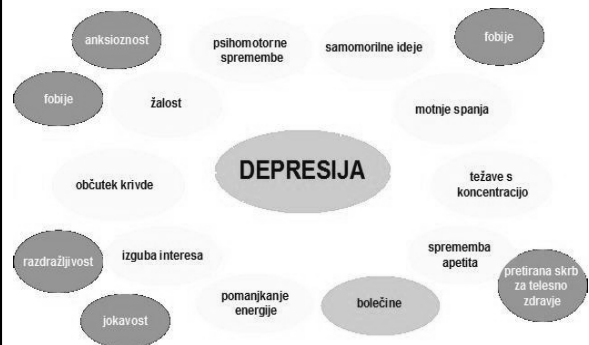 anksioznost
psihomotorne
spremembe
samomorilne ideje
fobije
fobije
žalost
motnje spanja
DEPRESIJA
občutek krivde
težave s
koncentracijo
razdražljivost
izguba interesa
sprememba
apetita
pretirana skrb
za telesno
zdravje
jokavost
pomanjkanje
energije
bolečine